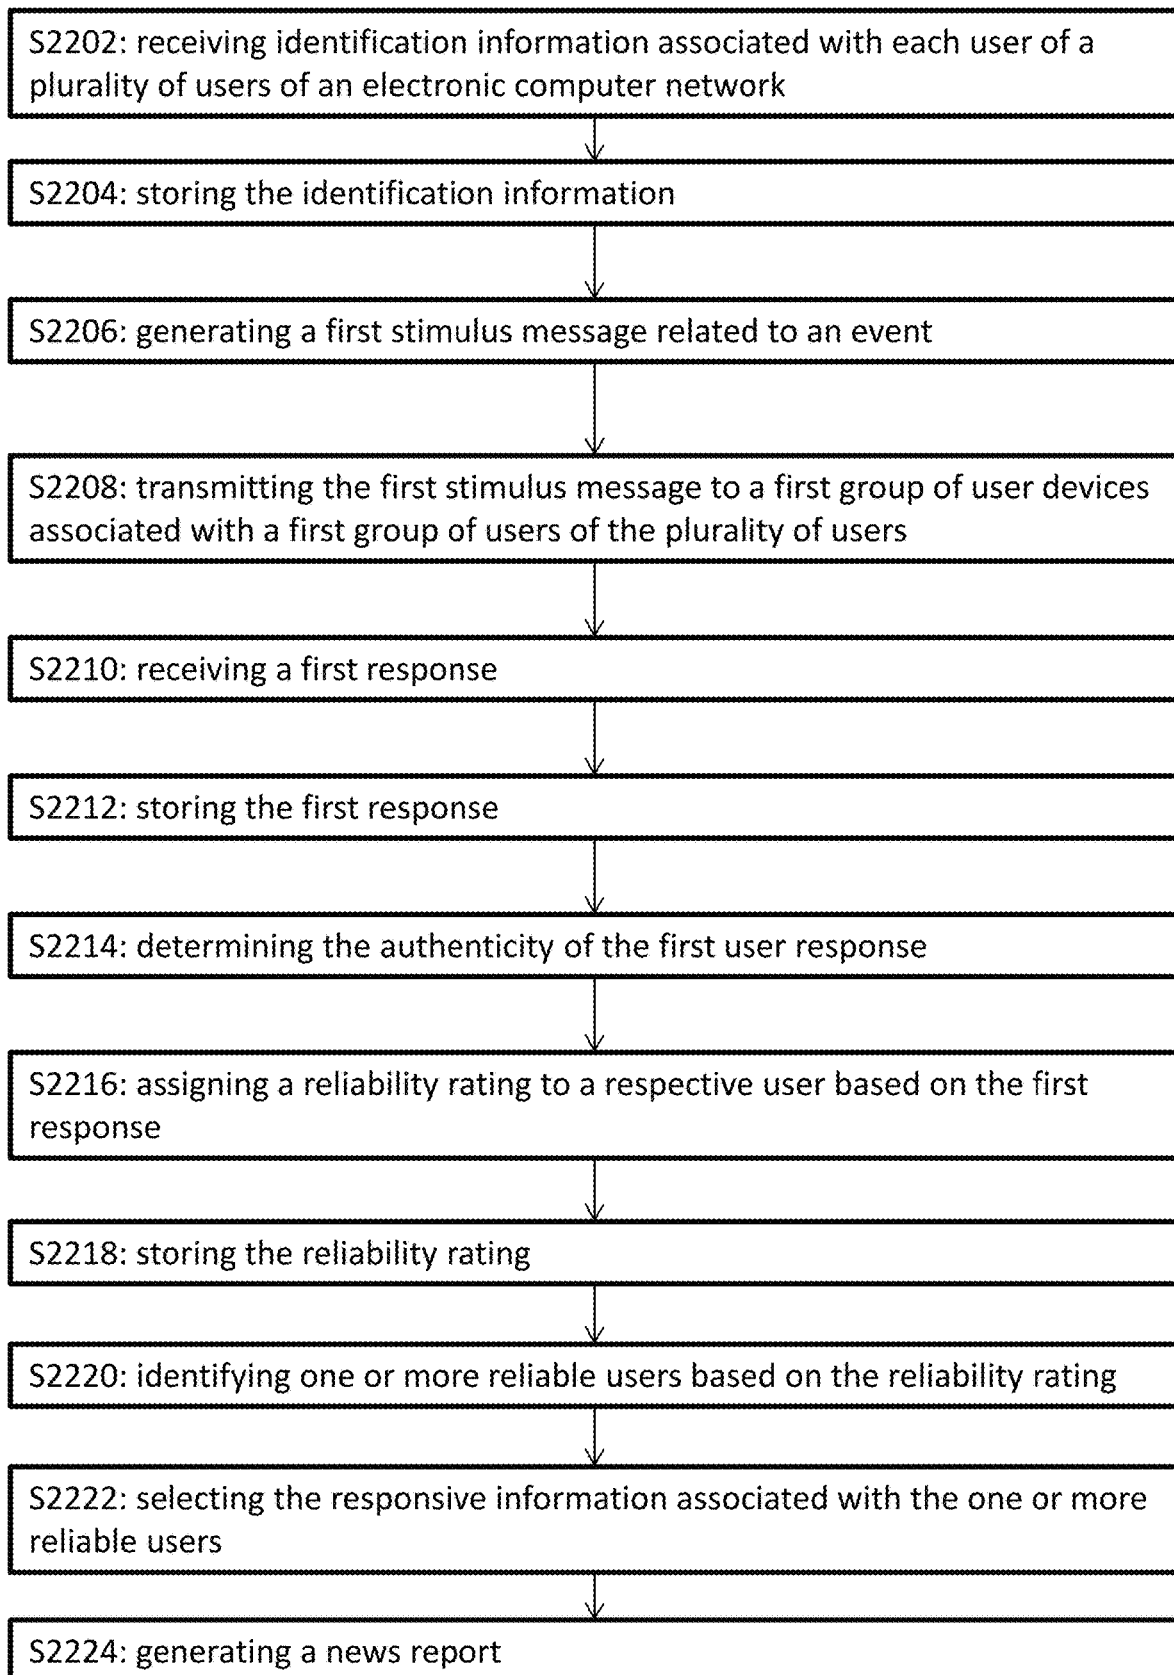 S2202: receiving identification information associated with each user of a
plurality of users of an electronic computer network
S2204: storing the identification information
S2206: generating a first stimulus message related to an event
S2208: transmitting the first stimulus message to a first group of user devices
associated with a first group of users of the plurality of users
S2210: receiving a first response
S2212: storing the first response
S2214: determining the authenticity of the first user response
S2216: assigning a reliability rating to a respective user based on the first
response
S2218: storing the reliability rating
S2220: identifying one or more reliable users based on the reliability rating
S2222: selecting the responsive information associated with the one or more
reliable users
S2224: generating a news report